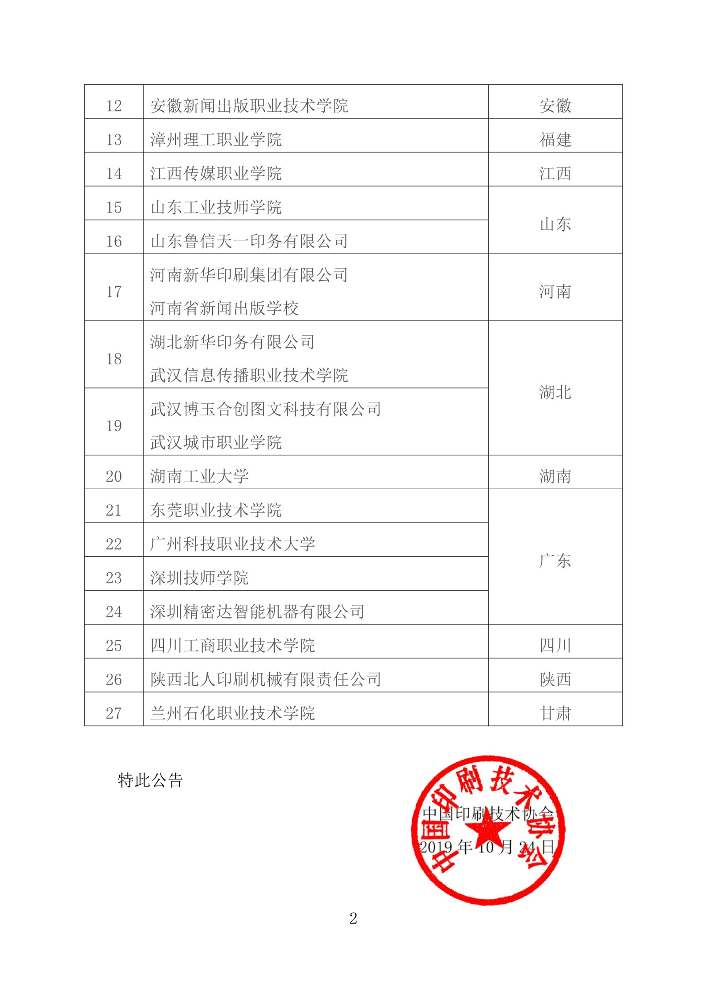 12 安徽新闻出版职业技术学院 安徽
13 漳州理工职业学院 福建
14 江西传媒职业学院 江西
15 山东工业技师学院 山东
16 山东鲁信天一印务有限公司
17 河南新华印刷集团有限公司 河南
河南省新闻出版学校
18 湖北新华印务有限公司 湖北
武汉信息传播职业技术学院
19 武汉博玉合创图文科技有限公司
武汉城市职业学院
20 湖南工业大学 湖南
21 东莞职业技术学院 广东
22 广州科技职业技术大学
23 深圳技师学院
24 深圳精密达智能机器有限公司
25 四川工商职业技术学院 四川
26 陕西北人印刷机械有限责任公司 陕西
27 兰州石化职业技术学院 甘肃
特此公告
中国印刷技术协会
中国印刷技术协会
2019 年 10 月 24 日
2